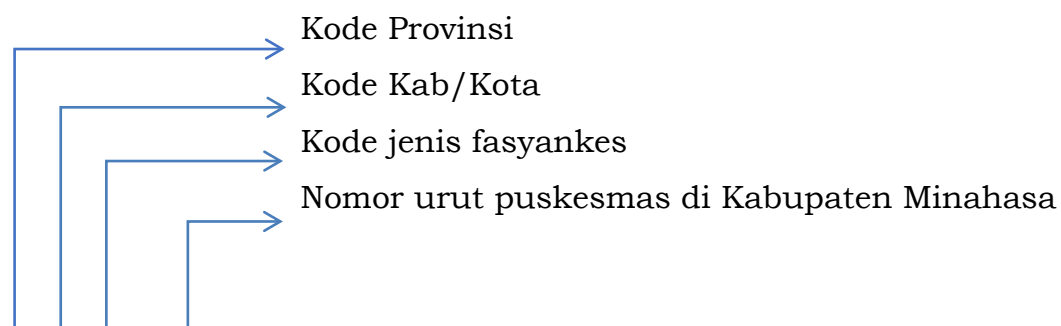 Kode Provinsi
Kode Kab/Kota
Kode jenis fasyankes
Nomor urut puskesmas di Kabupaten Minahasa